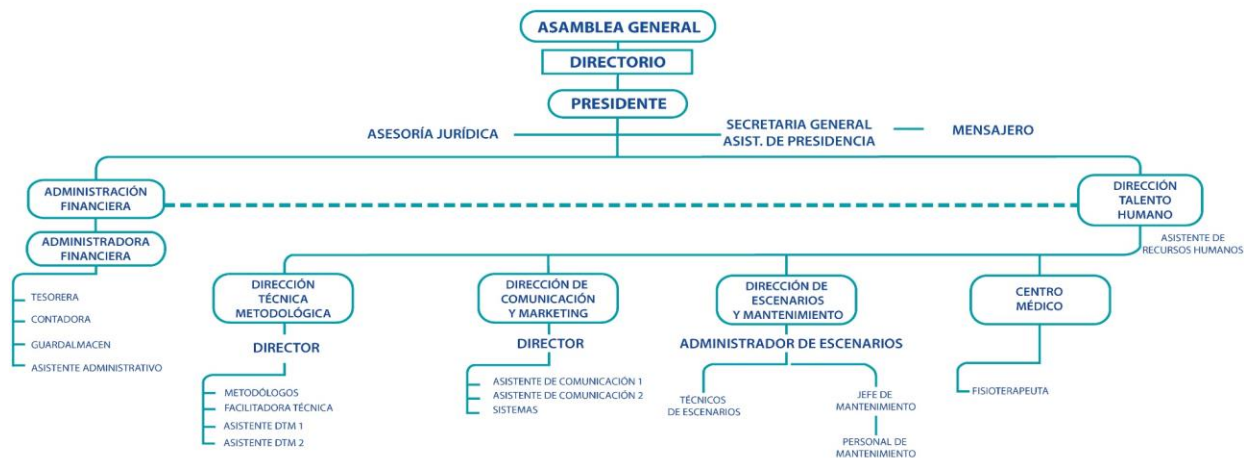 ASAMBLEA GENERAL
DIRECTORIO
PRESIDENTE
ASESORÍA JURÍDICA
SECRETARIA GENERAL
ASIST. DE PRESIDENCIA
MENSAJERO
ADMINISTRACIÓN
FINANCIERA
DIRECCIÓN
TALENTO
HUMANO
ADMINISTRADORA
FINANCIERA
ASISTENTE DE
RECURSOS HUMANOS
TESORERA
CONTADORA
GUARDALMACEN
ASISTENTE ADMINISTRATIVO
DIRECCIÓN
TÉCNICA
METODOLÓGICA
DIRECTOR
METODÓLOGOS
FACILITADORA TÉCNICA
ASISTENTE DTM 1
ASISTENTE DTM 2
DIRECCIÓN DE
COMUNICACIÓN
Y MARKETING
DIRECTOR
ASISTENTE DE COMUNICACIÓN 1
ASISTENTE DE COMUNICACIÓN 2
SISTEMAS
DIRECCIÓN DE
ESCENARIOS
Y MANTENIMIENTO
ADMINISTRADOR DE ESCENARIOS
TÉCNICOS
DE ESCENARIOS
JEFE DE
MANTENIMIENTO
PERSONAL DE
MANTENIMIENTO
CENTRO
MÉDICO
FISIOTERAPEUTA